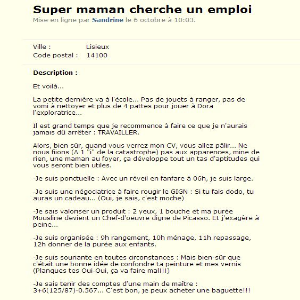 Super maman cherche un emploi
Mise en ligne par Sandrine le 6 octobre à 10:03.
Ville : Lisieux
Code postal : 14100
Description :
Et voilà...
La petite dernière va à l'école... Pas de jouets à ranger, pas de
vomi à nettoyer et plus de 4 pattes pour jouer à Dora
l'exploratrice...
Il est grand temps que je recommence à faire ce que je n'aurais
jamais dû arrêter : TRAVAILLER.
Alors, bien sûr, quand vous verrez mon CV, vous allez pâlir... Ne
nous fions (À 1 "i" de la catastrophe) pas aux apparences, mine de
rien, une maman au foyer, ça développe tout un tas d'aptitudes qui
vous seront bien utiles.
-Je suis ponctuelle : Avec un réveil en fanfare à 06h, je suis large.
-Je suis une négociatrice à faire rougir le GIGN : Si tu fais dodo, tu
auras un cadeau... (Oui, je sais, c'est moche)
-Je sais valoriser un produit : 2 yeux, 1 bouche et ma purée
Mousline devient un Chef-d'oeuvre digne de Picasso. Et j'exagère à
peine...
-Je suis organisée : 9h rangement, 10h ménage, 11h repassage,
12h donner de la purée aux enfants.
-Je suis souriante en toutes circonstances : Mais bien sûr que
c'était une bonne idée de confondre ta peinture et mes vernis.
(Planques tes Oui-Oui, ça va faire mal !!)
-Je sais tenir des comptes d'une main de maître :
3+6(125/87)-0.567... C'est bon, je peux acheter une baguette!!!